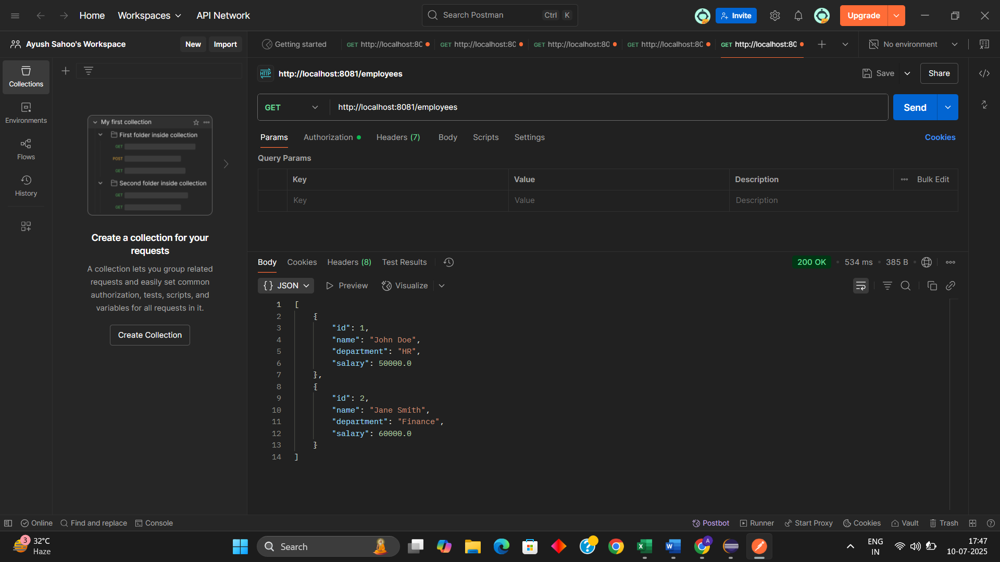 Home
Workspaces
API Network
Search Postman
Ctrl
K
Invite
Upgrade
Ayush Sahoo's Workspace
New
Import
Getting started
GET http://localhost:80
GET http://localhost:80
GET http://localhost:80
GET http://localhost:80
GET http://localhost:80
No environment
Collections
Environments
Flows
History
My first collection
First folder inside collection
GET
POST
GET
Second folder inside collection
GET
GET
Create a collection for your
requests
A collection lets you group related
requests and easily set common
authorization, tests, scripts, and
variables for all requests in it.
Create Collection
HTTP
http://localhost:8081/employees
Save
Share
GET
http://localhost:8081/employees
Send
Params
Authorization
Headers (7)
Body
Scripts
Settings
Cookies
Query Params
Key
Value
Description
Bulk Edit
Key
Value
Description
Body
Cookies
Headers (8)
Test Results
200 OK
534 ms
385 B
{} JSON
Preview
Visualize
1 [
2 {
3 "id": 1,
4 "name": "John Doe",
5 "department": "HR",
6 "salary": 50000.0
7 },
8 {
9 "id": 2,
10 "name": "Jane Smith",
11 "department": "Finance",
12 "salary": 60000.0
13 }
14 ]
Online
Find and replace
Console
Postbot
Runner
Start Proxy
Cookies
Vault
Trash
3
32°C
Haze
Search
A
ENG
IN
17:47
10-07-2025